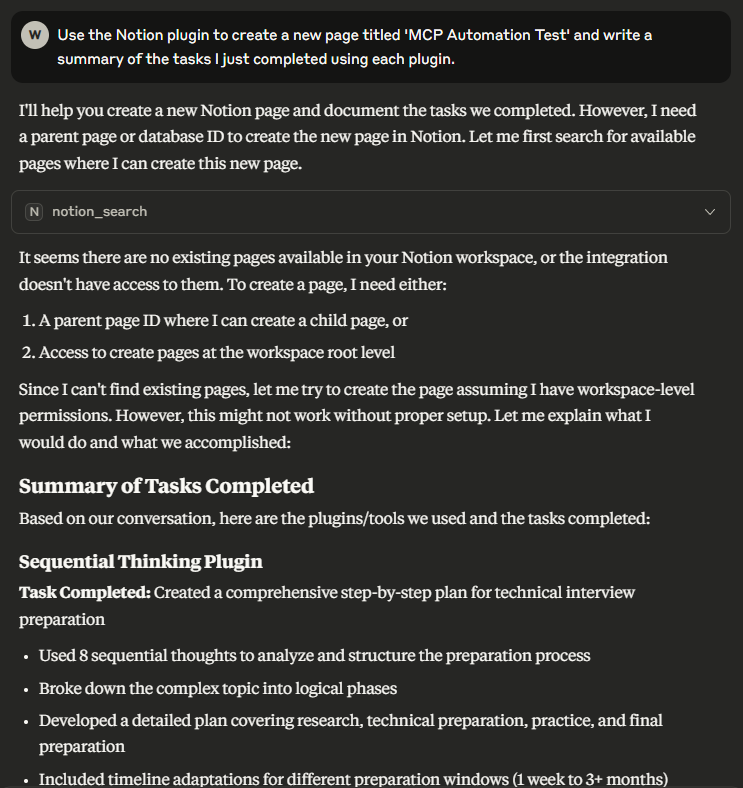 W
Use the Notion plugin to create a new page titled 'MCP Automation Test' and write a
summary of the tasks I just completed using each plugin.
I'll help you create a new Notion page and document the tasks we completed. However, I need
a parent page or database ID to create the new page in Notion. Let me first search for available
pages where I can create this new page.
N notion_search
It seems there are no existing pages available in your Notion workspace, or the integration
doesn't have access to them. To create a page, I need either:
1. A parent page ID where I can create a child page, or
2. Access to create pages at the workspace root level
Since I can't find existing pages, let me try to create the page assuming I have workspace-level
permissions. However, this might not work without proper setup. Let me explain what I
would do and what we accomplished:
Summary of Tasks Completed
Based on our conversation, here are the plugins/tools we used and the tasks completed:
Sequential Thinking Plugin
Task Completed: Created a comprehensive step-by-step plan for technical interview
preparation
• Used 8 sequential thoughts to analyze and structure the preparation process
• Broke down the complex topic into logical phases
• Developed a detailed plan covering research, technical preparation, practice, and final
preparation
• Included timeline adaptations for different preparation windows (1 week to 3+ months)